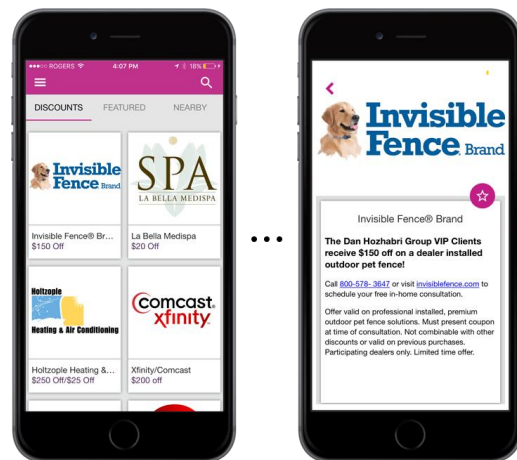 ROGERS 4:07 PM 18%
DISCOUNTS FEATURED NEARBY
Invisible Fence Brand
SPA
LA BELLA MEDISPA
Invisible Fence® Br...
$150 Off
La Bella Medispa
$20 Off
Holtzople
Heating & Air Conditioning
comcast
xfinity
Holtzople Heating &...
$250 Off/$25 Off
Xfinity/Comcast
$200 off
...
Invisible
Fence Brand
Invisible Fence® Brand
The Dan Hozhabri Group VIP Clients
receive $150 off on a dealer installed
outdoor pet fence!
Call 800-578- 3647 or visit invisiblefence.com to
schedule your free in-home consultation.
Offer valid on professional installed, premium
outdoor pet fence solutions. Must present coupon
at time of consultation. Not combinable with other
discounts or valid on previous purchases.
Participating dealers only. Limited time offer.